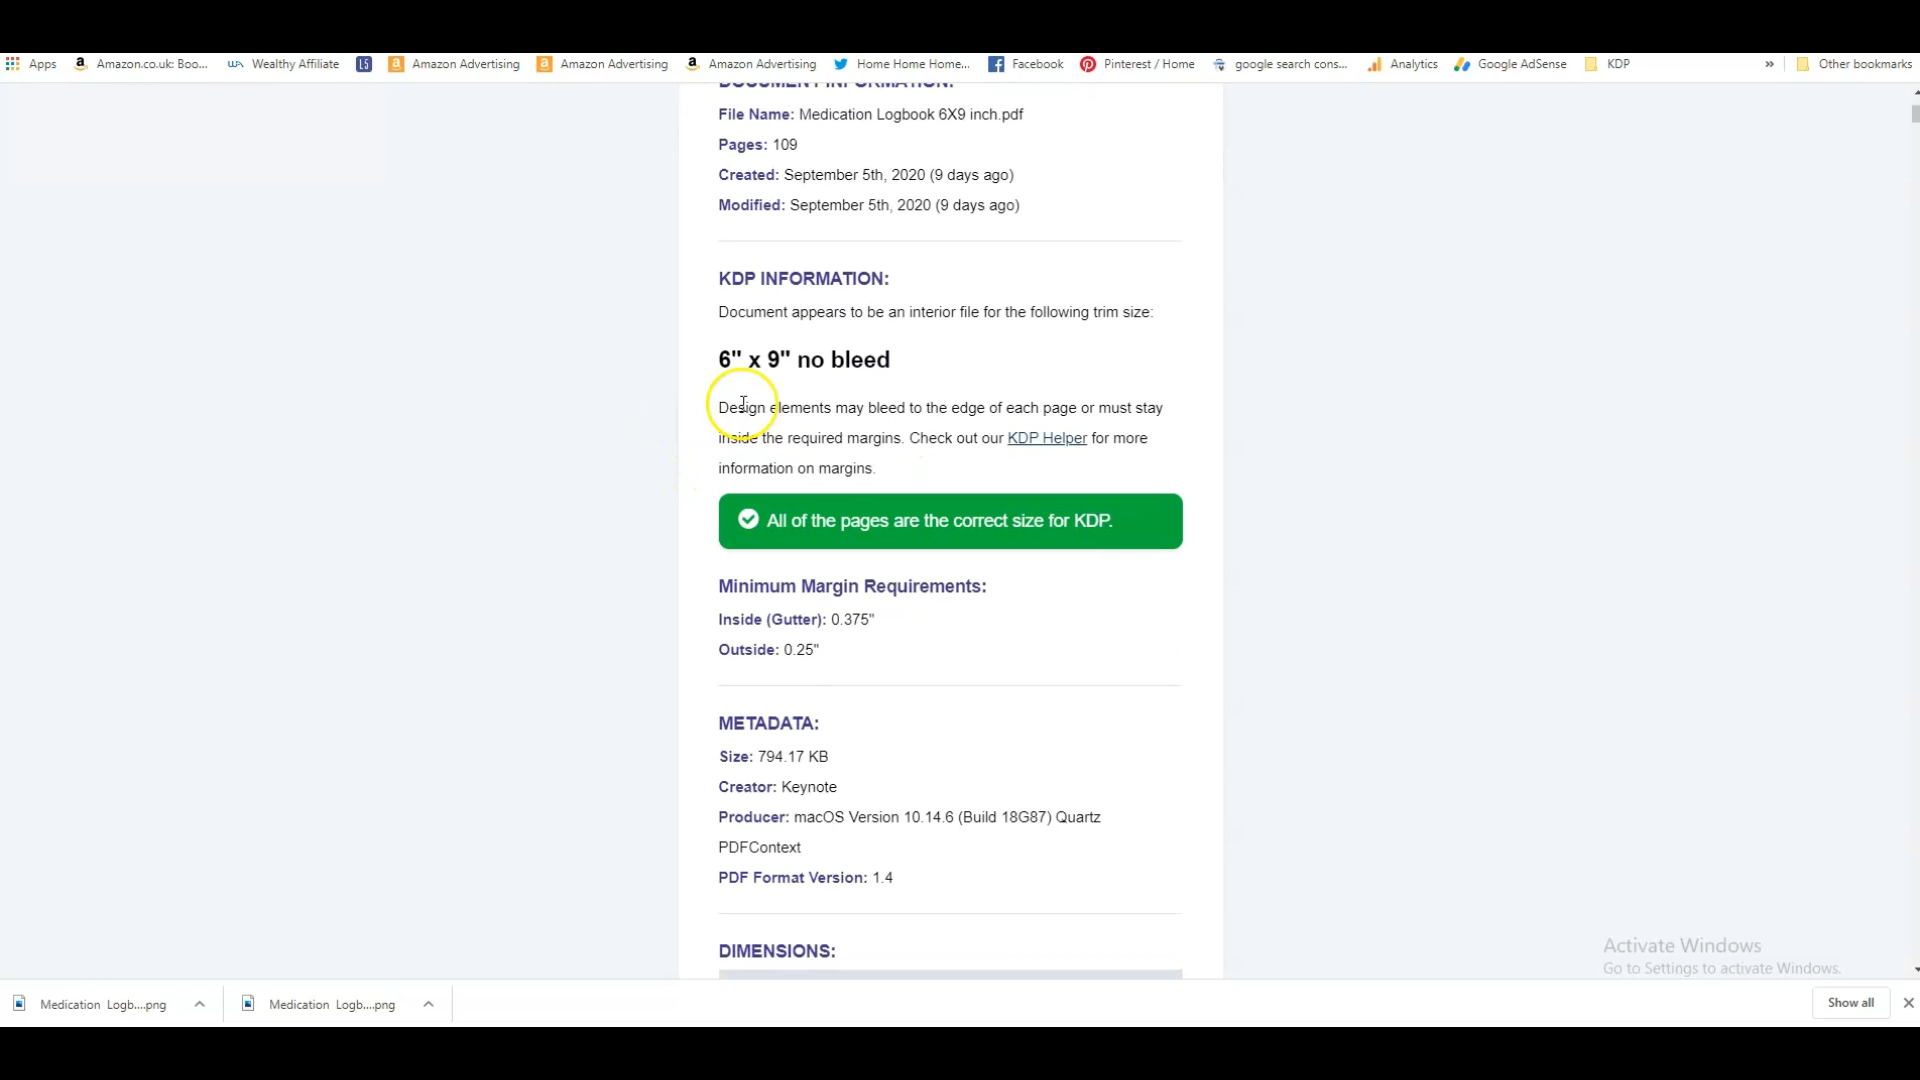 Apps Amazon.co.uk: Boo... Wealthy Affiliate L5 Amazon Advertising Amazon Advertising Amazon Advertising Home Home Home... Facebook Pinterest / Home google search cons... Analytics Google AdSense KDP » Other bookmarks
DOCUMENT INFORMATION:
File Name: Medication Logbook 6X9 inch.pdf
Pages: 109
Created: September 5th, 2020 (9 days ago)
Modified: September 5th, 2020 (9 days ago)
KDP INFORMATION:
Document appears to be an interior file for the following trim size:
6" x 9" no bleed
Design elements may bleed to the edge of each page or must stay
inside the required margins. Check out our KDP Helper for more
information on margins.
All of the pages are the correct size for KDP.
Minimum Margin Requirements:
Inside (Gutter): 0.375"
Outside: 0.25"
METADATA:
Size: 794.17 KB
Creator: Keynote
Producer: macOS Version 10.14.6 (Build 18G87) Quartz
PDFContext
PDF Format Version: 1.4
DIMENSIONS:
Activate Windows
Go to Settings to activate Windows.
Medication Logb....png Medication Logb....png Show all